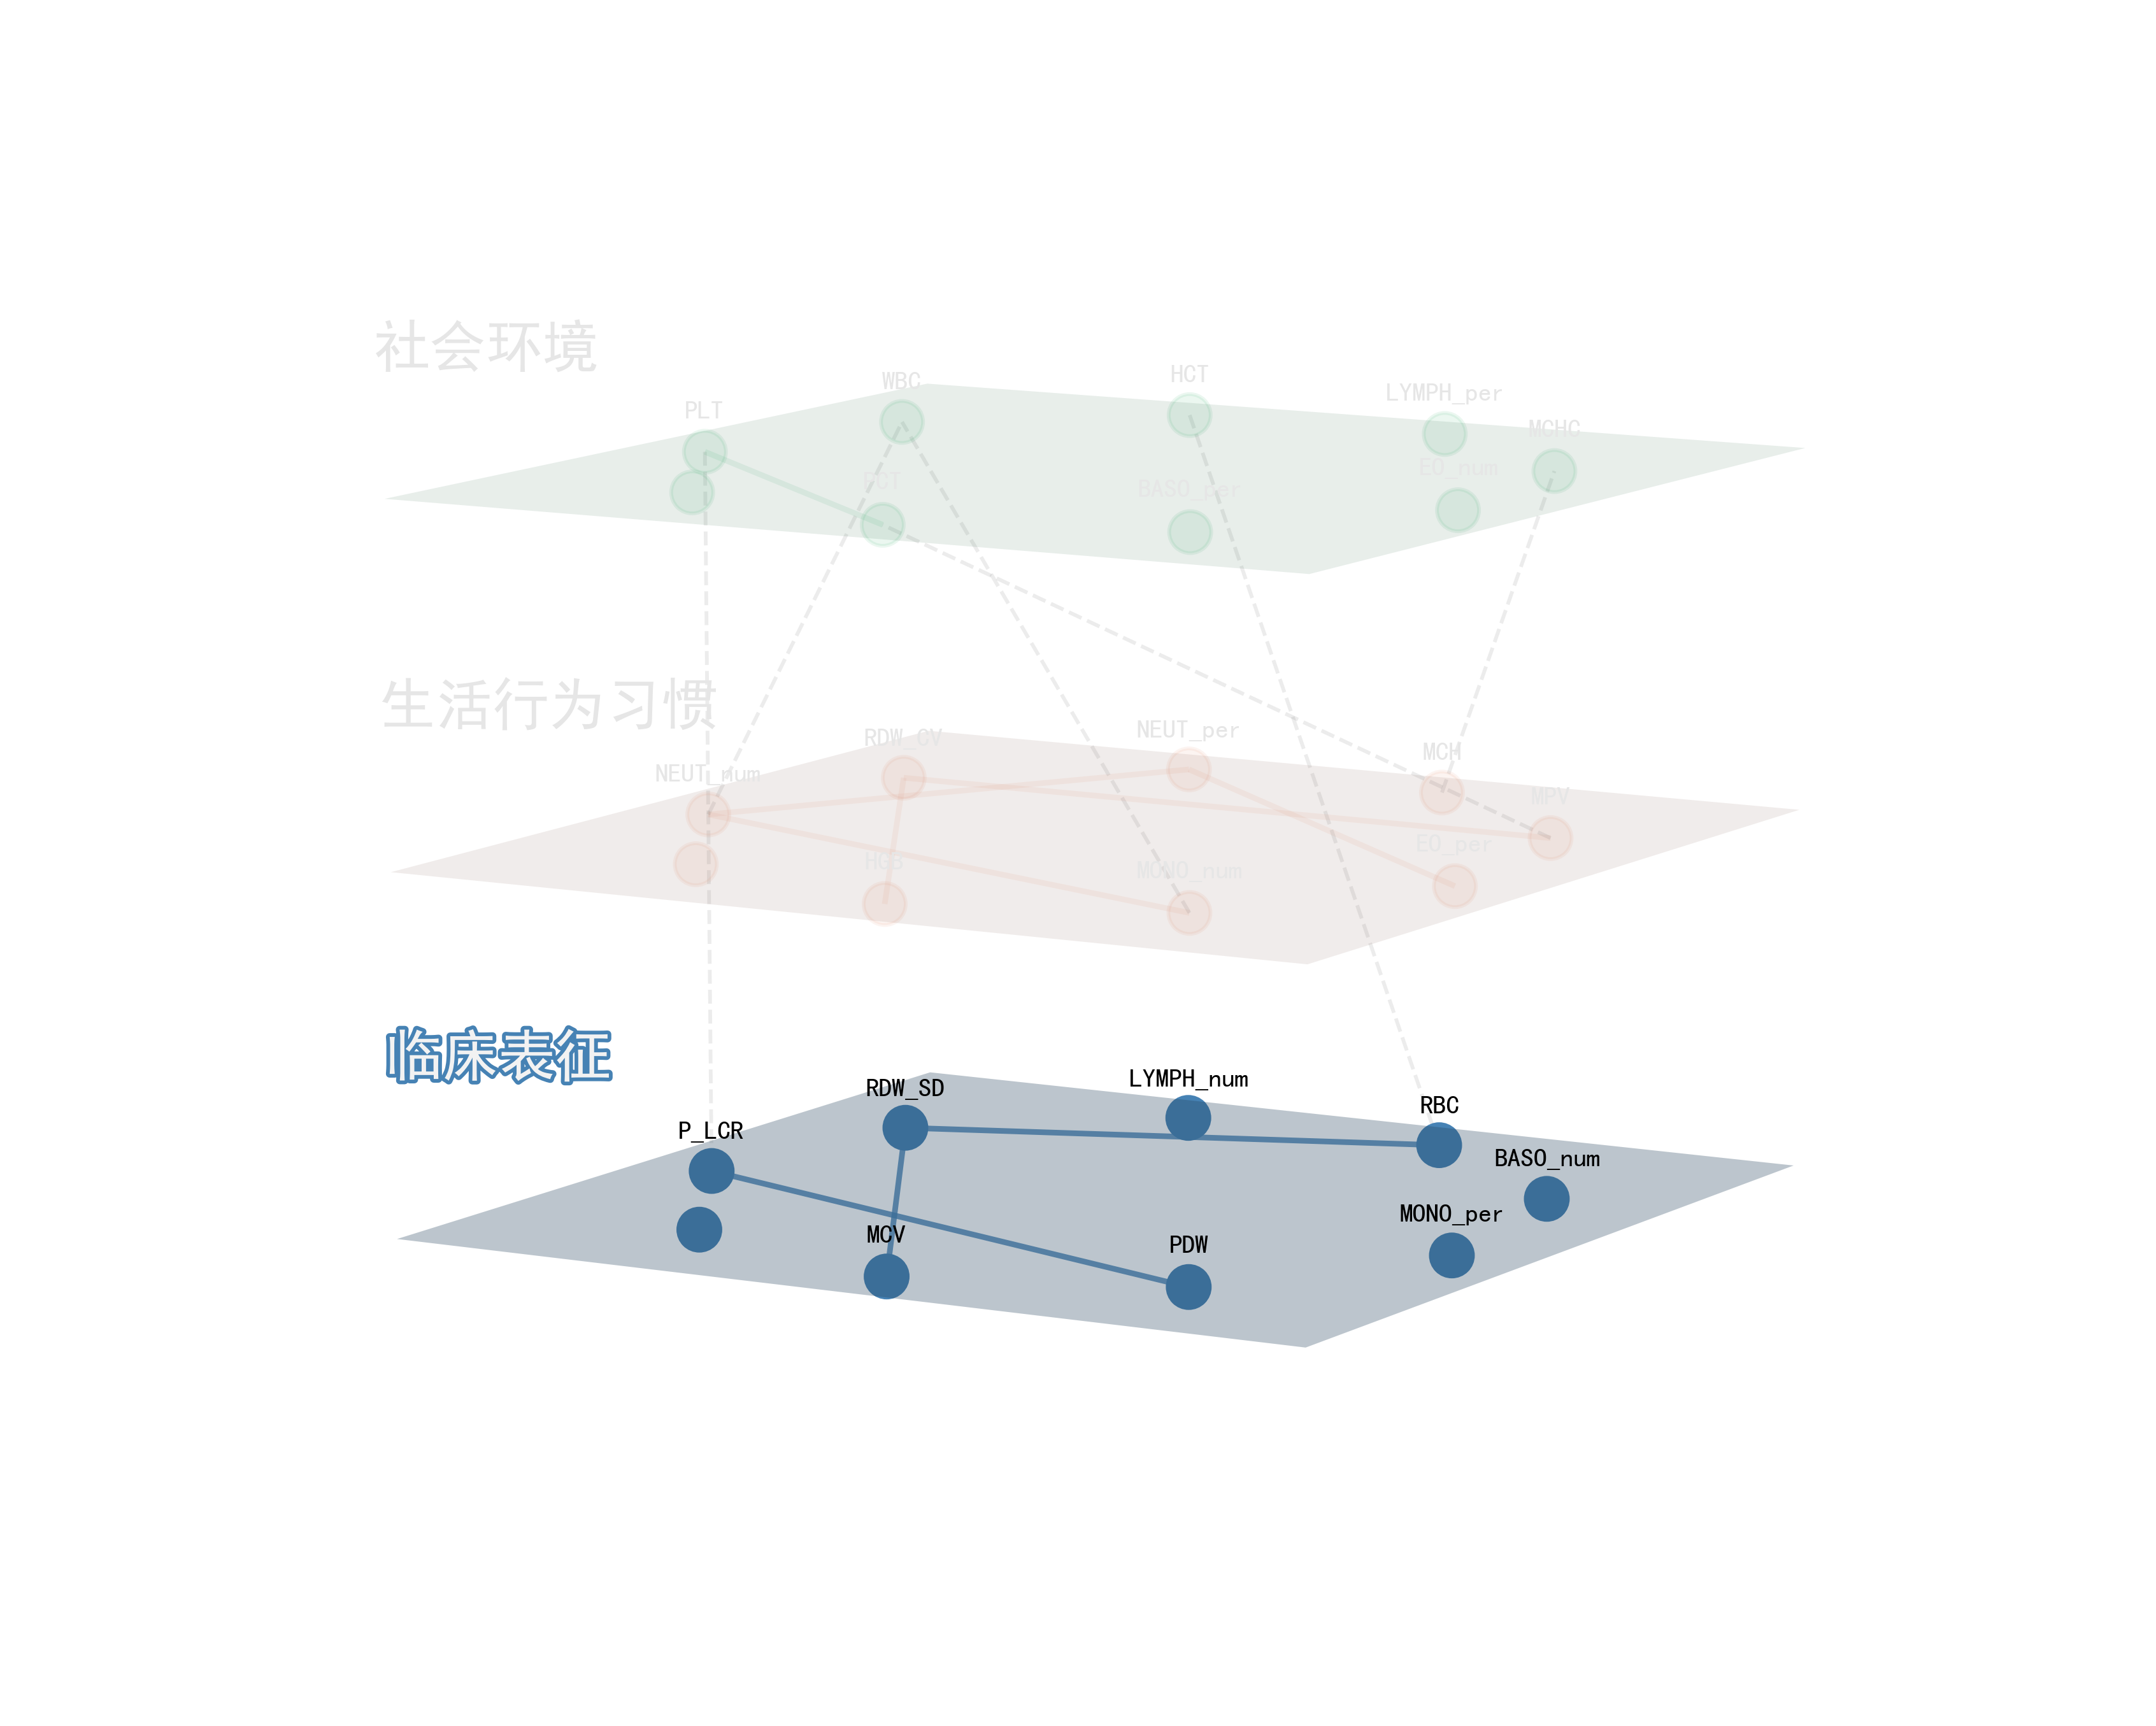 社会环境
WBC
HCT
LYMPH_per
PLT
MCHC
PCT
BASO_per
EO_num
生活行为习惯
RDW_CV
NEUT_per
MCH
NEUT_num
MPV
HGB
MONO_num
EO_per
临床表征
RDW_SD
LYMPH_num
RBC
P_LCR
BASO_num
MONO_per
MCV
PDW